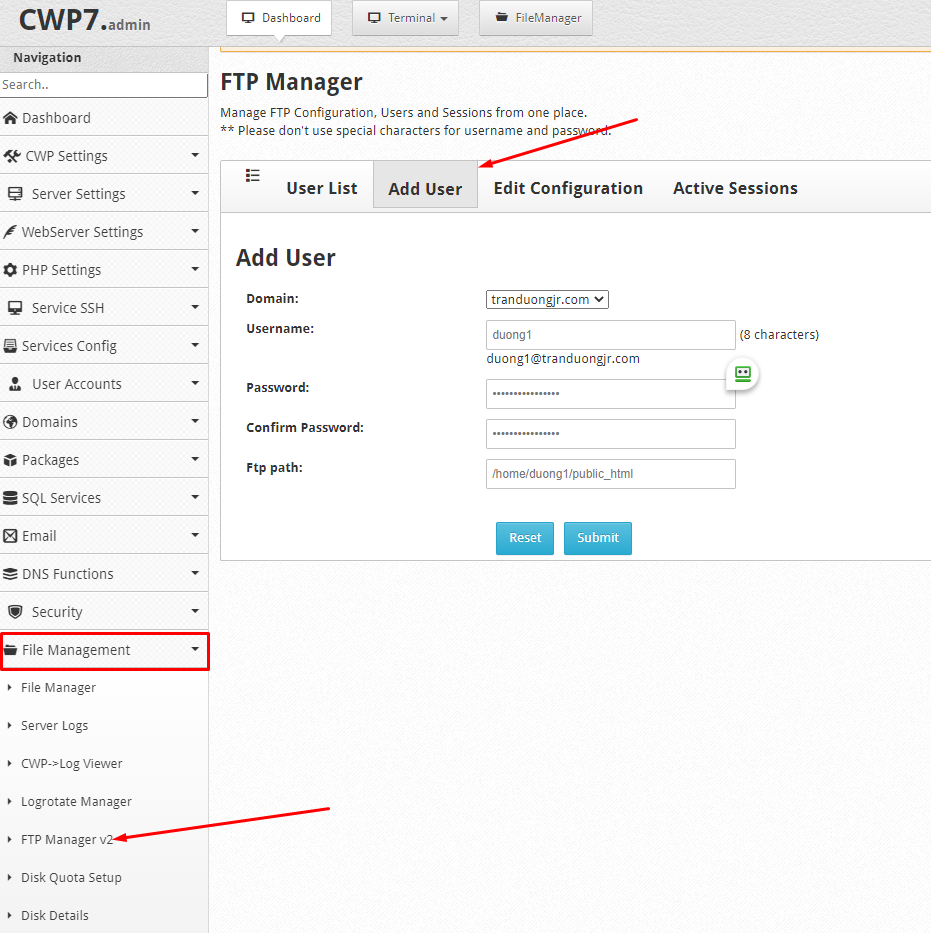 CWP7.admin
Dashboard
Terminal
FileManager
Navigation
Search..
Dashboard
CWP Settings
Server Settings
WebServer Settings
PHP Settings
Service SSH
Services Config
User Accounts
Domains
Packages
SQL Services
Email
DNS Functions
Security
File Management
File Manager
Server Logs
CWP->Log Viewer
Logrotate Manager
FTP Manager v2
Disk Quota Setup
Disk Details
FTP Manager
Manage FTP Configuration, Users and Sessions from one place.
** Please don't use special characters for username and password.
User List
Add User
Edit Configuration
Active Sessions
Add User
Domain:
tranduongjr.com
Username:
duong1
(8 characters)
duong1@tranduongjr.com
Password:
••••••••••••••••
Confirm Password:
••••••••••••••••
Ftp path:
/home/duong1/public_html
Reset
Submit